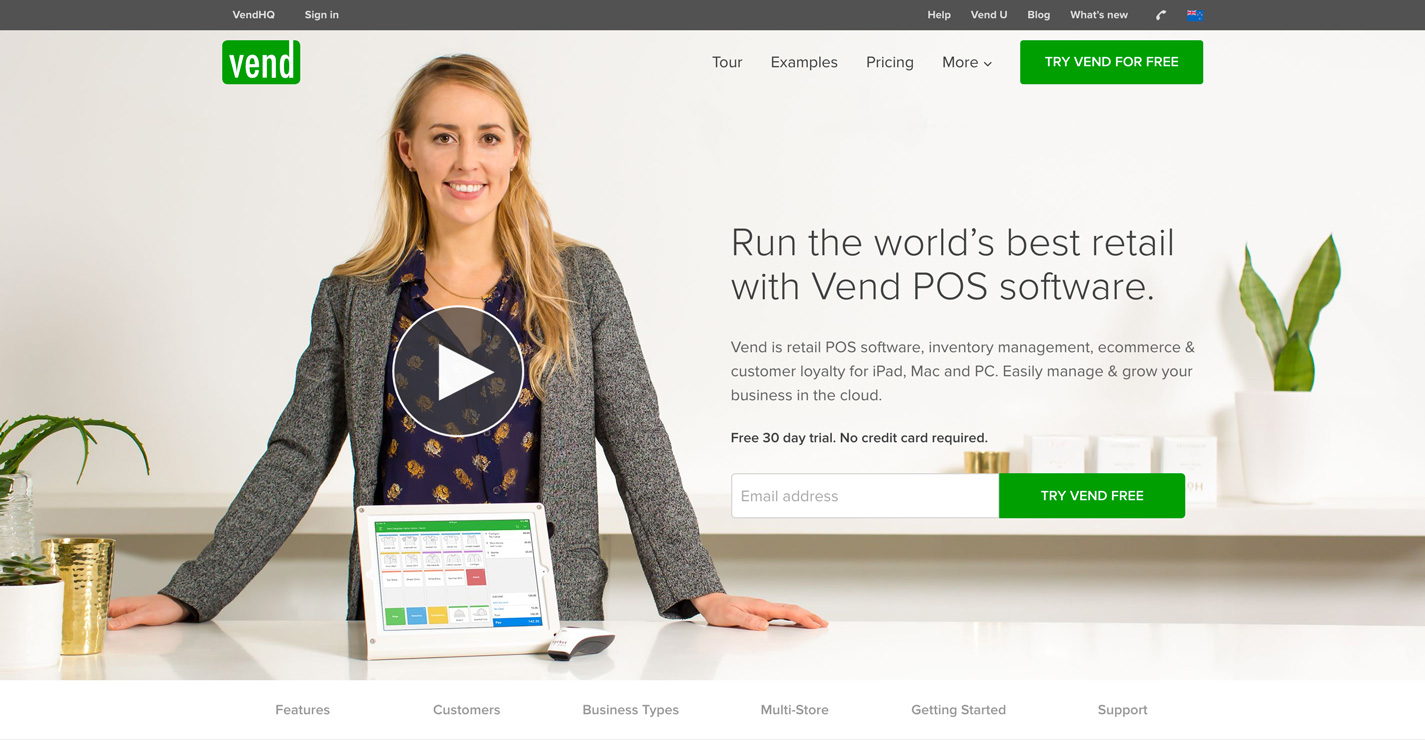 VendHQ
Sign in
Help
Vend U
Blog
What's new
vend
Tour
Examples
Pricing
More
TRY VEND FOR FREE
Run the world’s best retail
with Vend POS software.
Vend is retail POS software, inventory management, ecommerce &
customer loyalty for iPad, Mac and PC. Easily manage & grow your
business in the cloud.
Free 30 day trial. No credit card required.
Email address
TRY VEND FREE
Pay
Features
Customers
Business Types
Multi-Store
Getting Started
Support